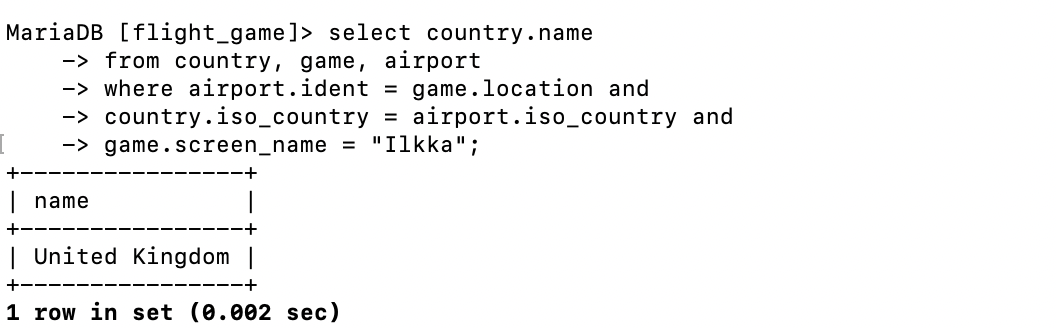 MariaDB [flight_game]> select country.name
    -> from country, game, airport
    -> where airport.ident = game.location and
    -> country.iso_country = airport.iso_country and
    -> game.screen_name = "Ilkka";
+----------------+
| name           |
+----------------+
| United Kingdom |
+----------------+
1 row in set (0.002 sec)